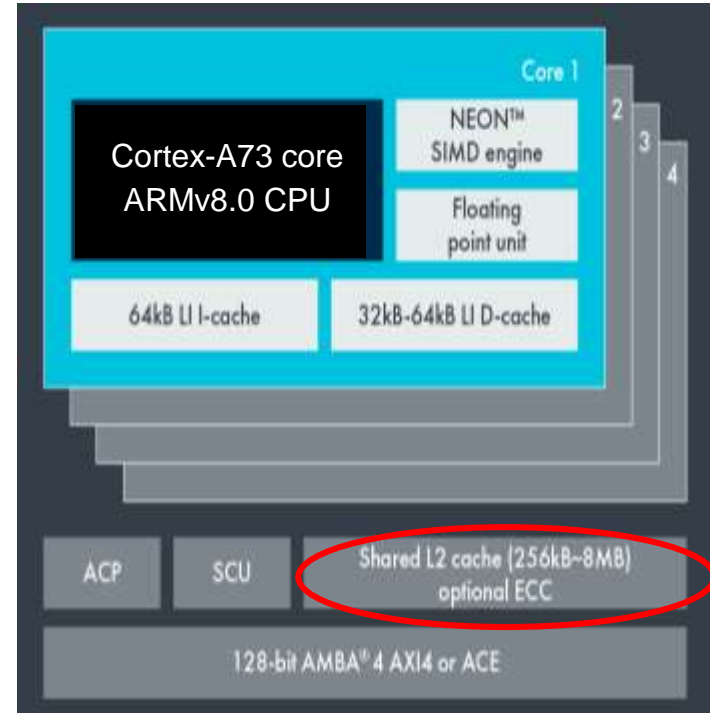 Core 1
2
3
4
Cortex-A73 core
ARMv8.0 CPU
NEON™
SIMD engine
Floating
point unit
64kB LI I-cache
32kB-64kB LI D-cache
ACP
SCU
Shared L2 cache (256kB~8MB)
optional ECC
128-bit AMBA® 4 AXI4 or ACE